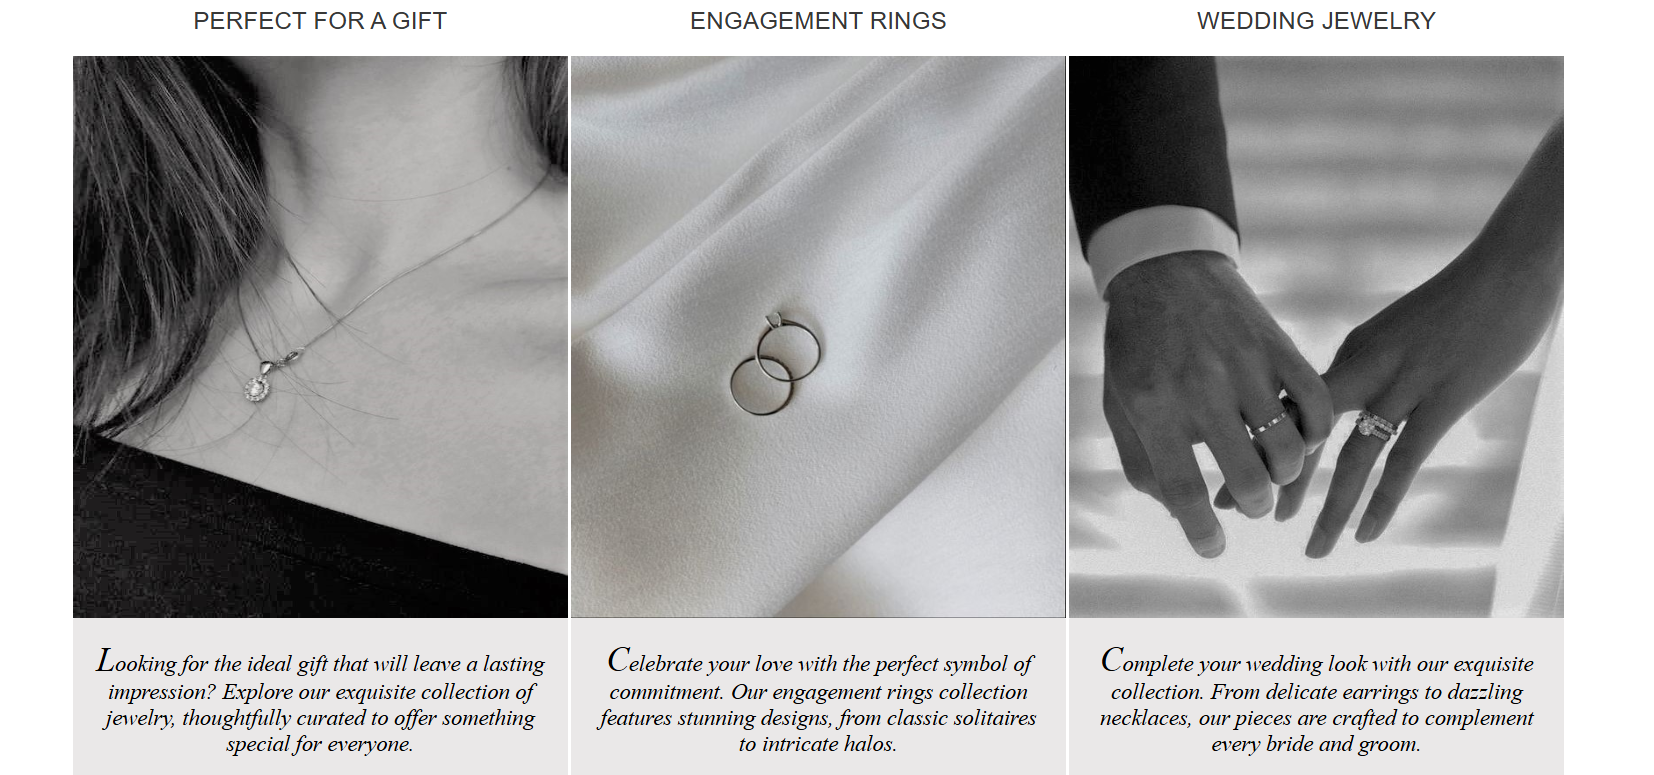 PERFECT FOR A GIFT
ENGAGEMENT RINGS
WEDDING JEWELRY
Looking for the ideal gift that will leave a lasting
impression? Explore our exquisite collection of
jewelry, thoughtfully curated to offer something
special for everyone.
Celebrate your love with the perfect symbol of
commitment. Our engagement rings collection
features stunning designs, from classic solitaires
to intricate halos.
Complete your wedding look with our exquisite
collection. From delicate earrings to dazzling
necklaces, our pieces are crafted to complement
every bride and groom.